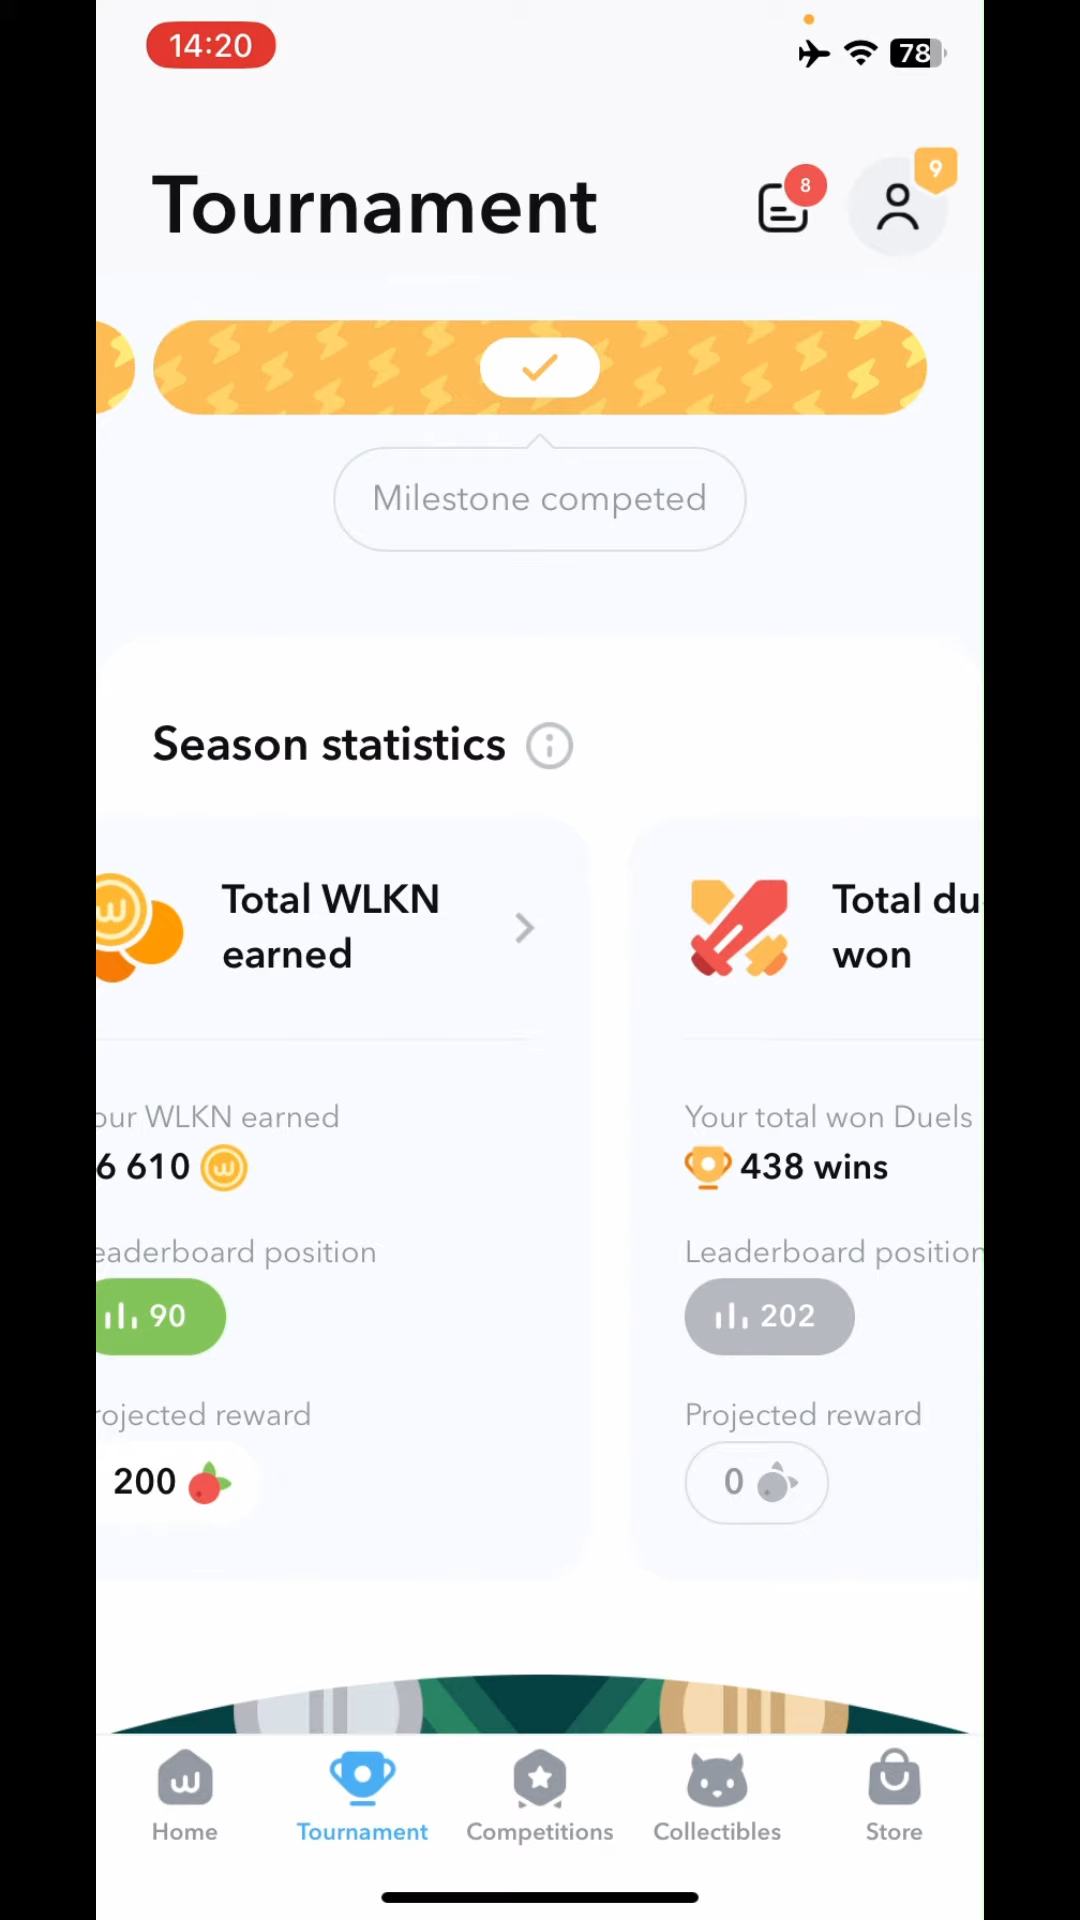 14:20
78
Tournament
8
9
Milestone competed
Season statistics
Total WLKN
earned
our WLKN earned
6 610
eaderboard position
90
rojected reward
200
Total du
won
Your total won Duels
438 wins
Leaderboard position
202
Projected reward
0
Home
Tournament
Competitions
Collectibles
Store